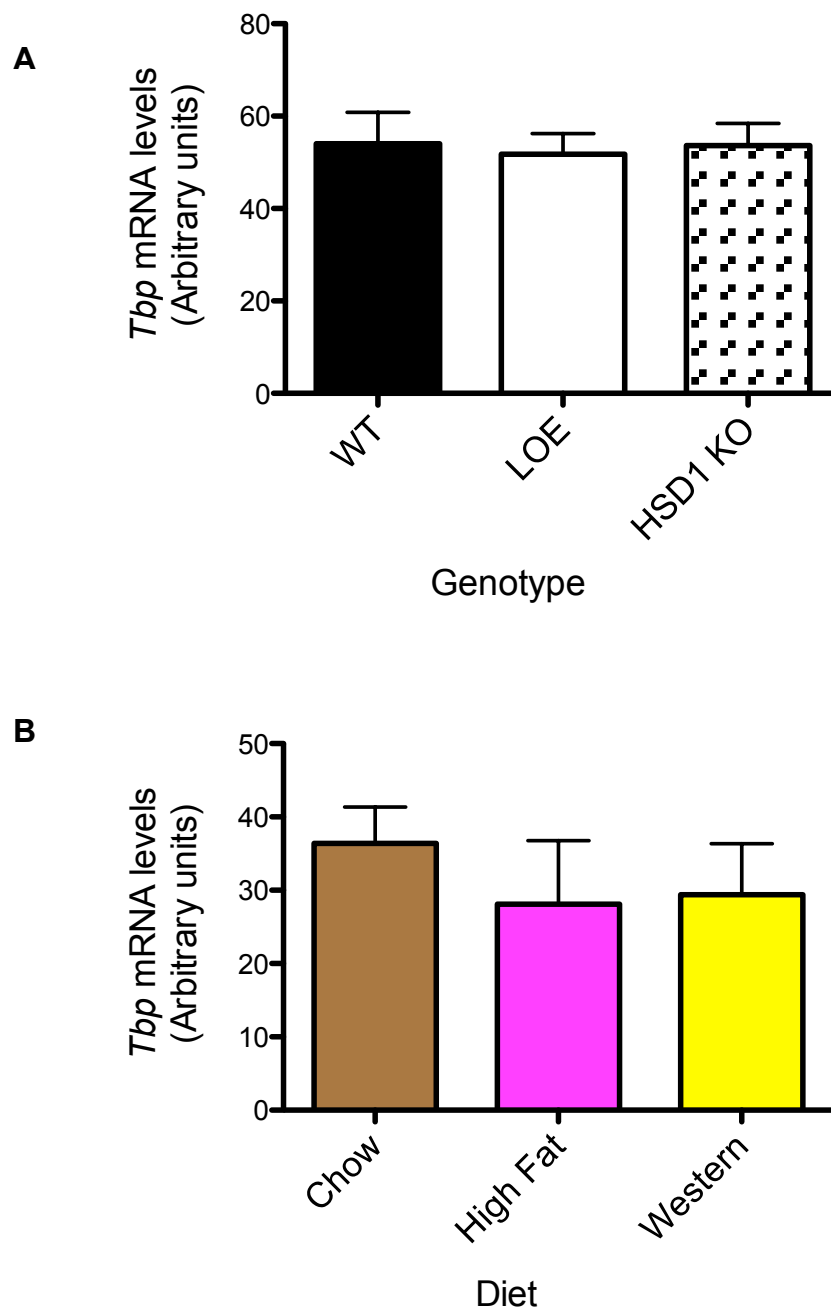 A
Tbp mRNA levels
(Arbitrary units)
80
60
40
20
0
WT
LOE
HSD1 KO
Genotype
B
Tbp mRNA levels
(Arbitrary units)
50
40
30
20
10
0
Chow
High Fat
Western
Diet